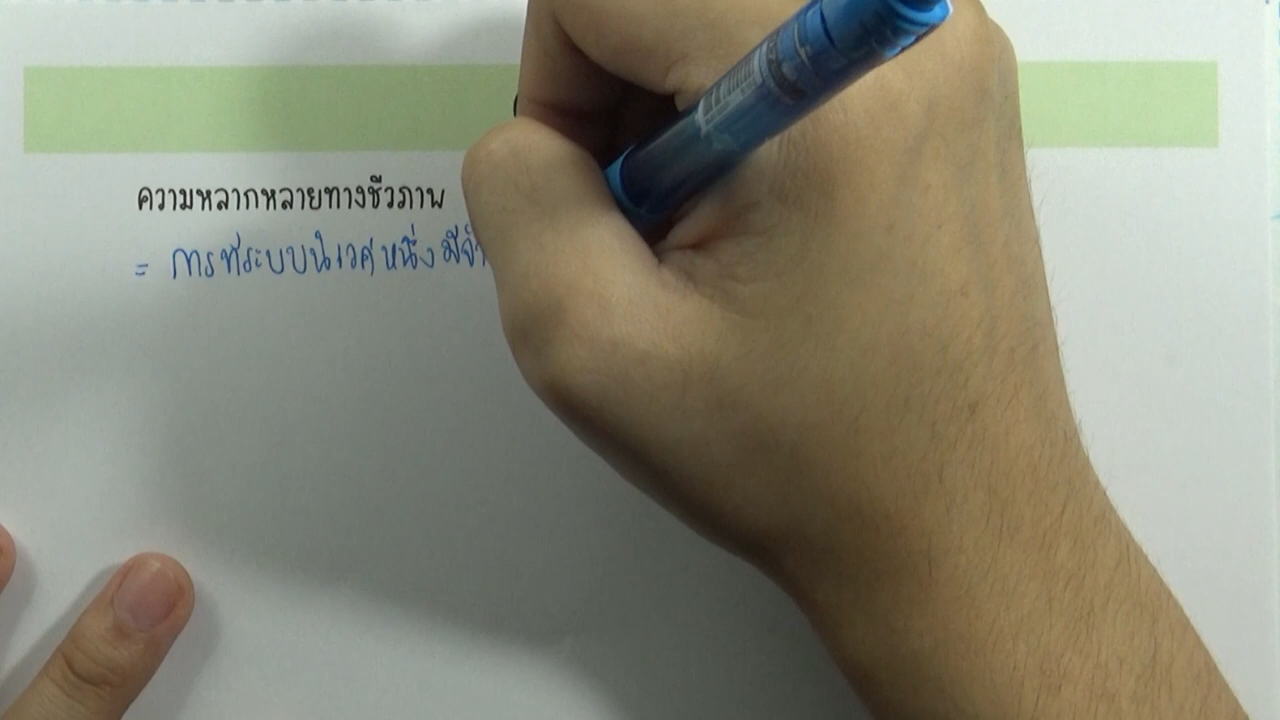 ความหลากหลายทางชีวภาพ
= การที่ระบบนิเวศหนึ่ง มี